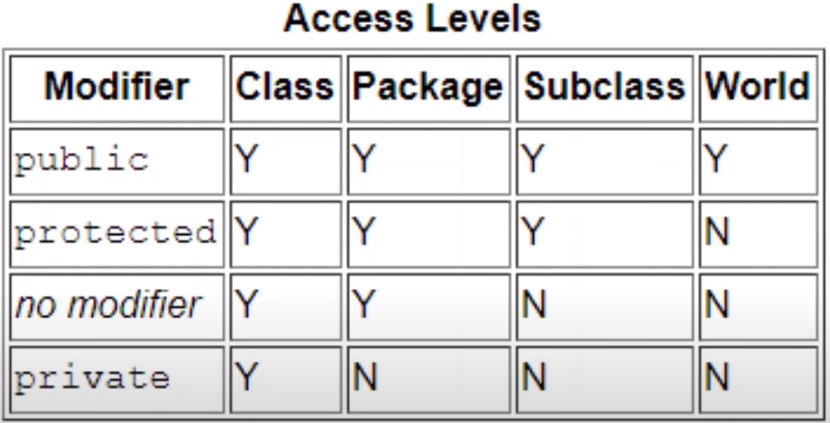 Access Levels
Modifier Class Package Subclass World
public Y Y Y Y
protected Y Y Y N
no modifier Y Y N N
private Y N N N